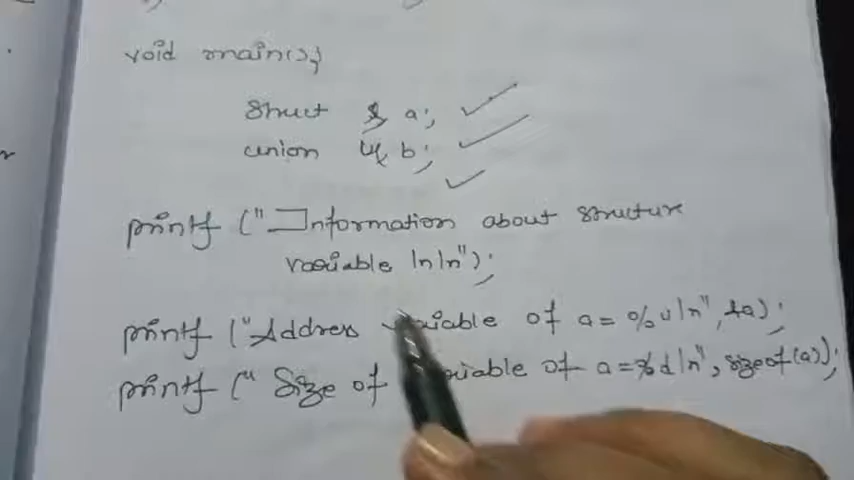 void main()
struct S a;
union U b;
printf ("Information about structure
variable \n\n");
printf ("Address variable of a = %u\n", &a);
printf (" Size of variable of a = %d\n", sizeof(a));